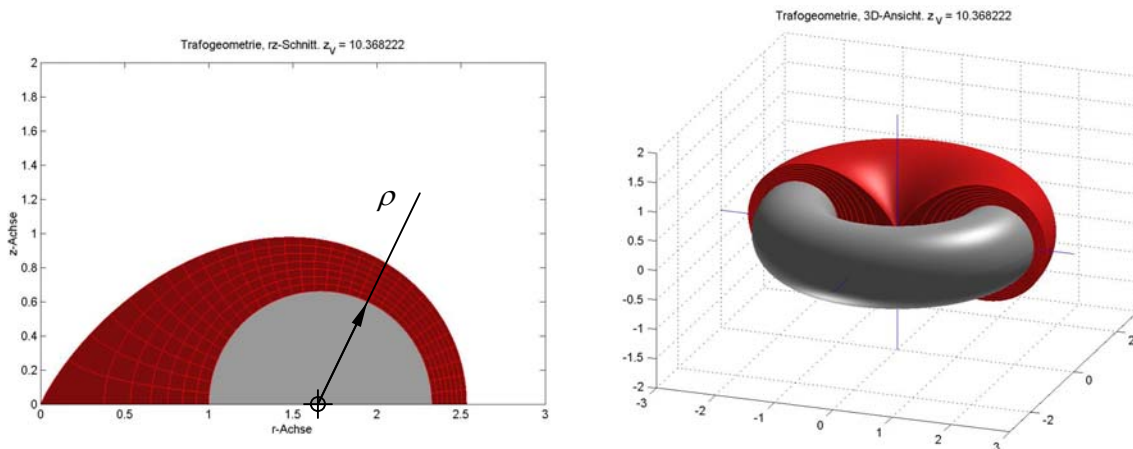 Trafogeometrie, rz-Schnitt. z_V = 10.368222
2
1.8
1.6
1.4
1.2
1
0.8
0.6
0.4
0.2
0
z-Achse
ρ
0 0.5 1 1.5 2 2.5 3
r-Achse
Trafogeometrie, 3D-Ansicht. z_V = 10.368222
2
1.5
1
0.5
0
-0.5
-1
-1.5
-2
-3 -2 -1 0 1 2 3
-2 0 2